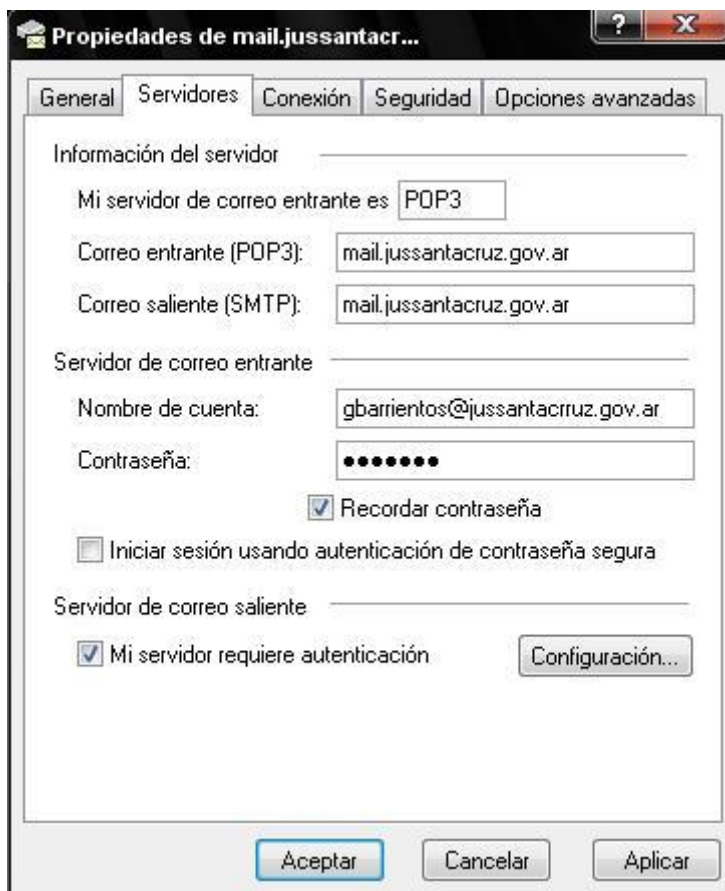 Propiedades de mail.jussantacr...
?
X
General Servidores Conexión Seguridad Opciones avanzadas
Información del servidor
Mi servidor de correo entrante es POP3
Correo entrante (POP3): mail.jussantacruz.gov.ar
Correo saliente (SMTP): mail.jussantacruz.gov.ar
Servidor de correo entrante
Nombre de cuenta: gbarrientos@jussantacrruz.gov.ar
Contraseña: •••••••
Recordar contraseña
Iniciar sesión usando autenticación de contraseña segura
Servidor de correo saliente
Mi servidor requiere autenticación Configuración...
Aceptar Cancelar Aplicar